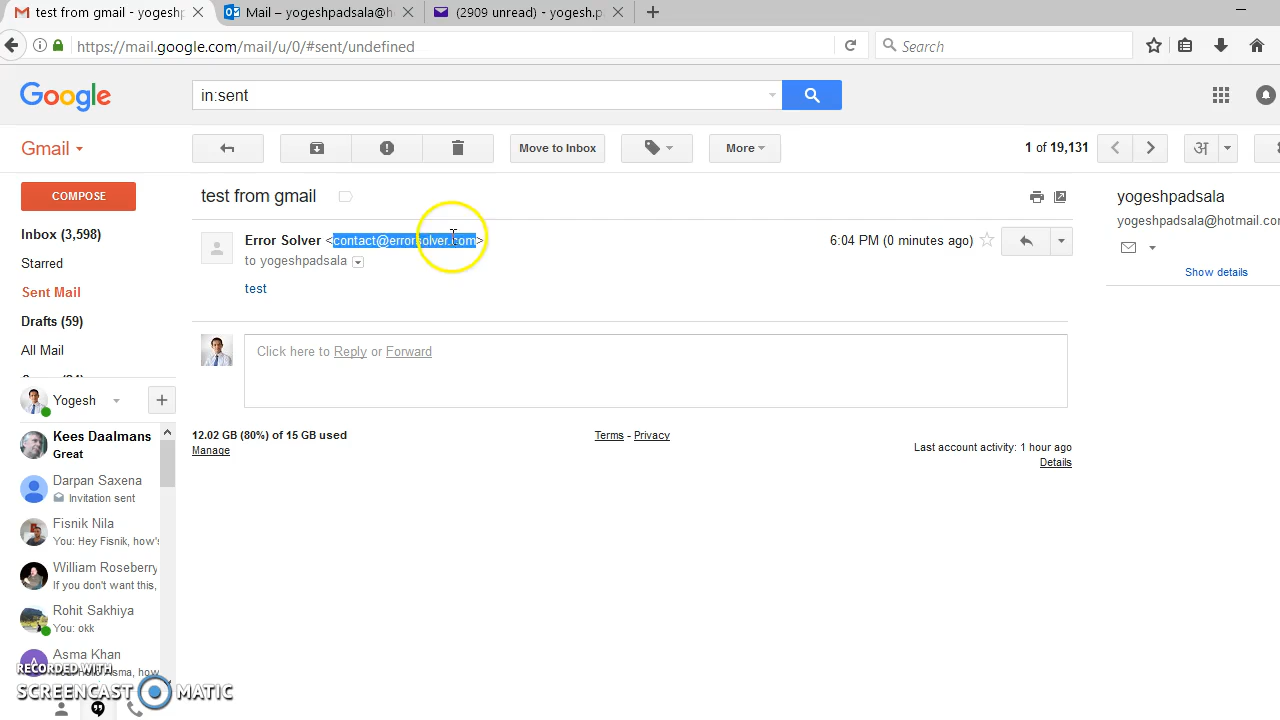 test from gmail - yogeshp
Mail – yogeshpadsala@h
(2909 unread) - yogesh.p
https://mail.google.com/mail/u/0/#sent/undefined
Search
Google
in:sent
Gmail
Move to Inbox
More
1 of 19,131
अ
COMPOSE
test from gmail
yogeshpadsala
yogeshpadsala@hotmail.cor
Inbox (3,598)
Error Solver <contact@errorsolver.com>
6:04 PM (0 minutes ago)
to yogeshpadsala
Starred
Show details
Sent Mail
test
Drafts (59)
All Mail
Click here to Reply or Forward
Yogesh
12.02 GB (80%) of 15 GB used
Manage
Terms - Privacy
Last account activity: 1 hour ago
Details
Kees Daalmans
Great
Darpan Saxena
Invitation sent
Fisnik Nila
You: Hey Fisnik, how's
William Roseberry
If you don't want this,
Rohit Sakhiya
You: okk
Asma Khan
You: Hello Asma, how
A
RECORDED WITH
SCREENCAST MATIC